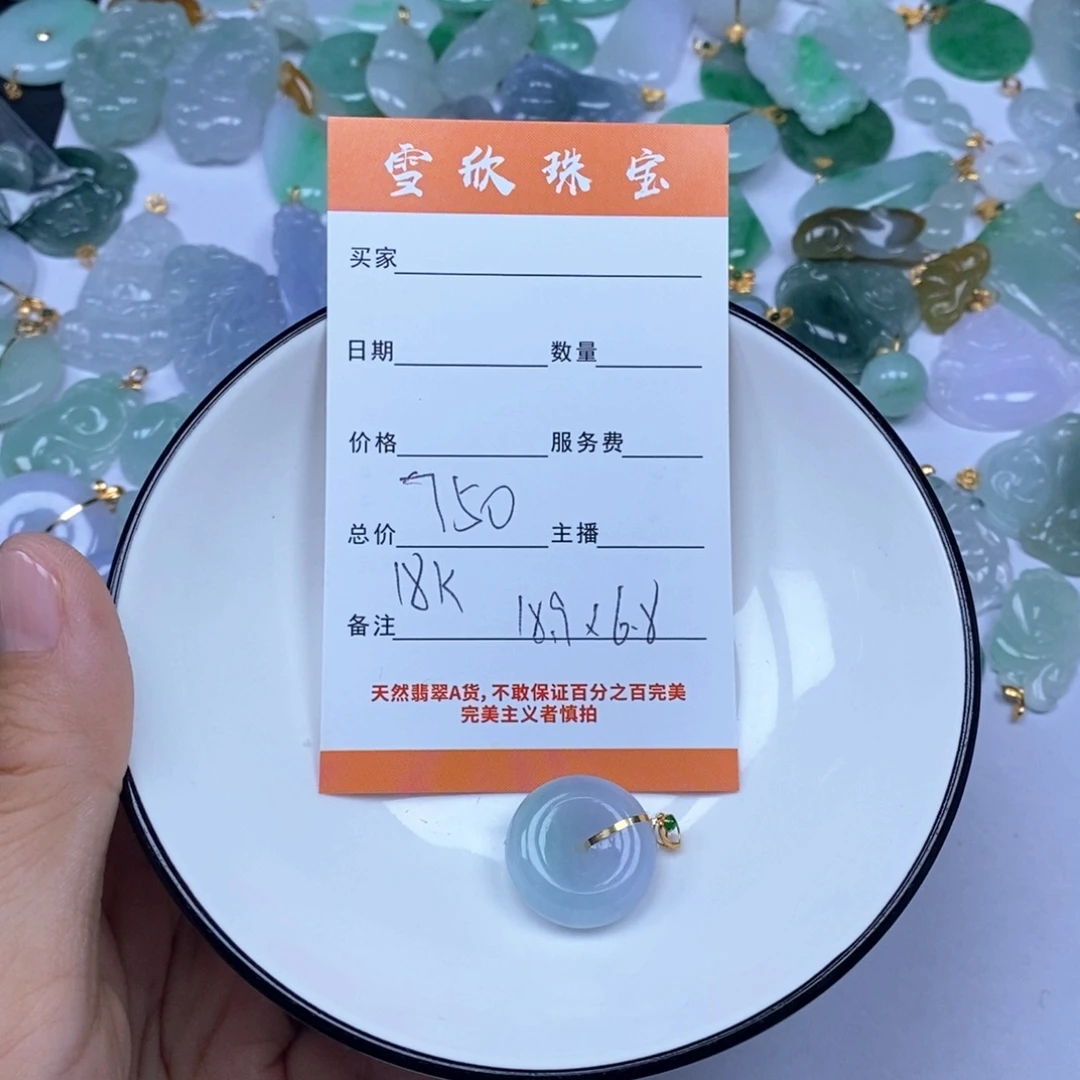 雪欣珠宝
买家
日期 数量
价格 服务费
750
总价 主播
18K
18.9 x 6.8
备注
天然翡翠A货,不敢保证百分之百完美
完美主义者慎拍